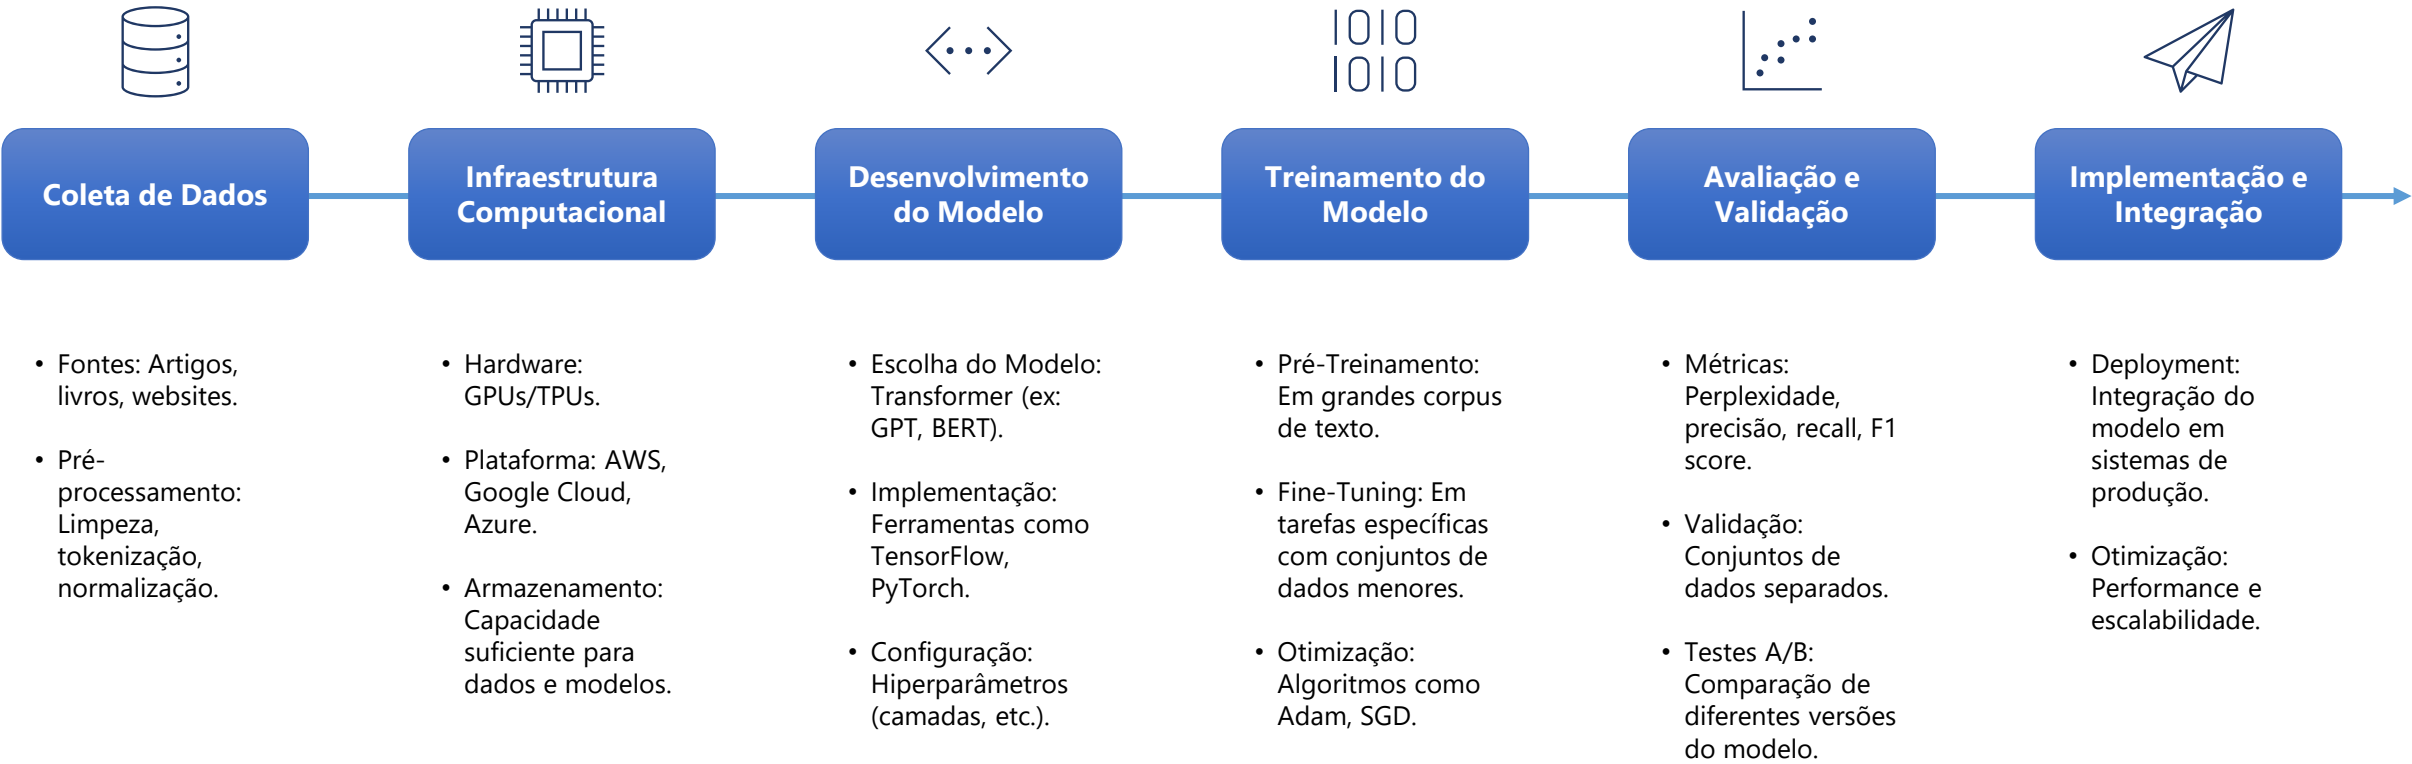 Coleta de Dados
Infraestrutura
Computacional
Desenvolvimento
do Modelo
Treinamento do
Modelo
Avaliação e
Validação
Implementação e
Integração
• Fontes: Artigos,
livros, websites.
• Pré-
processamento:
Limpeza,
tokenização,
normalização.
• Hardware:
GPUs/TPUs.
• Plataforma: AWS,
Google Cloud,
Azure.
• Armazenamento:
Capacidade
suficiente para
dados e modelos.
• Escolha do Modelo:
Transformer (ex:
GPT, BERT).
• Implementação:
Ferramentas como
TensorFlow,
PyTorch.
• Configuração:
Hiperparâmetros
(camadas, etc.).
• Pré-Treinamento:
Em grandes corpus
de texto.
• Fine-Tuning: Em
tarefas específicas
com conjuntos de
dados menores.
• Otimização:
Algoritmos como
Adam, SGD.
• Métricas:
Perplexidade,
precisão, recall, F1
score.
• Validação:
Conjuntos de
dados separados.
• Testes A/B:
Comparação de
diferentes versões
do modelo.
• Deployment:
Integração do
modelo em
sistemas de
produção.
• Otimização:
Performance e
escalabilidade.